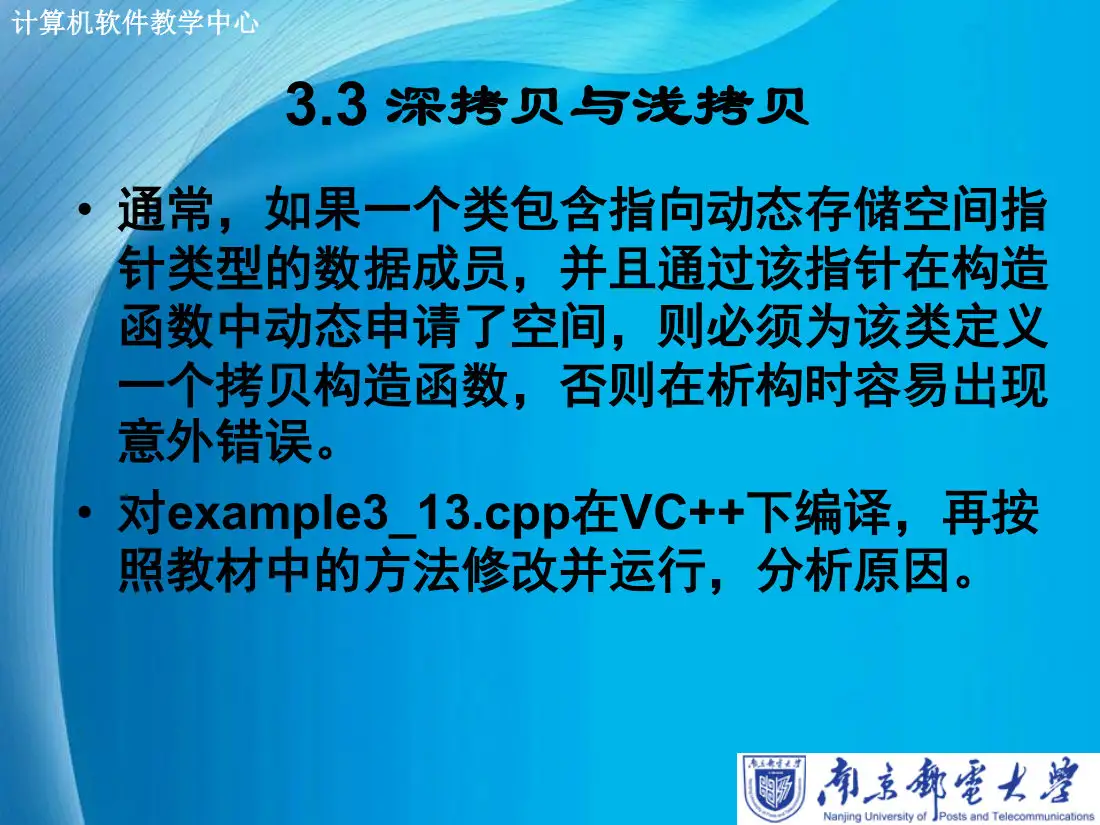 计算机软件教学中心
3.3 深拷贝与浅拷贝
• 通常，如果一个类包含指向动态存储空间指
针类型的数据成员，并且通过该指针在构造
函数中动态申请了空间，则必须为该类定义
一个拷贝构造函数，否则在析构时容易出现
意外错误。
• 对example3_13.cpp在VC++下编译，再按
照教材中的方法修改并运行，分析原因。
南京郵電大學
Nanjing University of Posts and Telecommunications